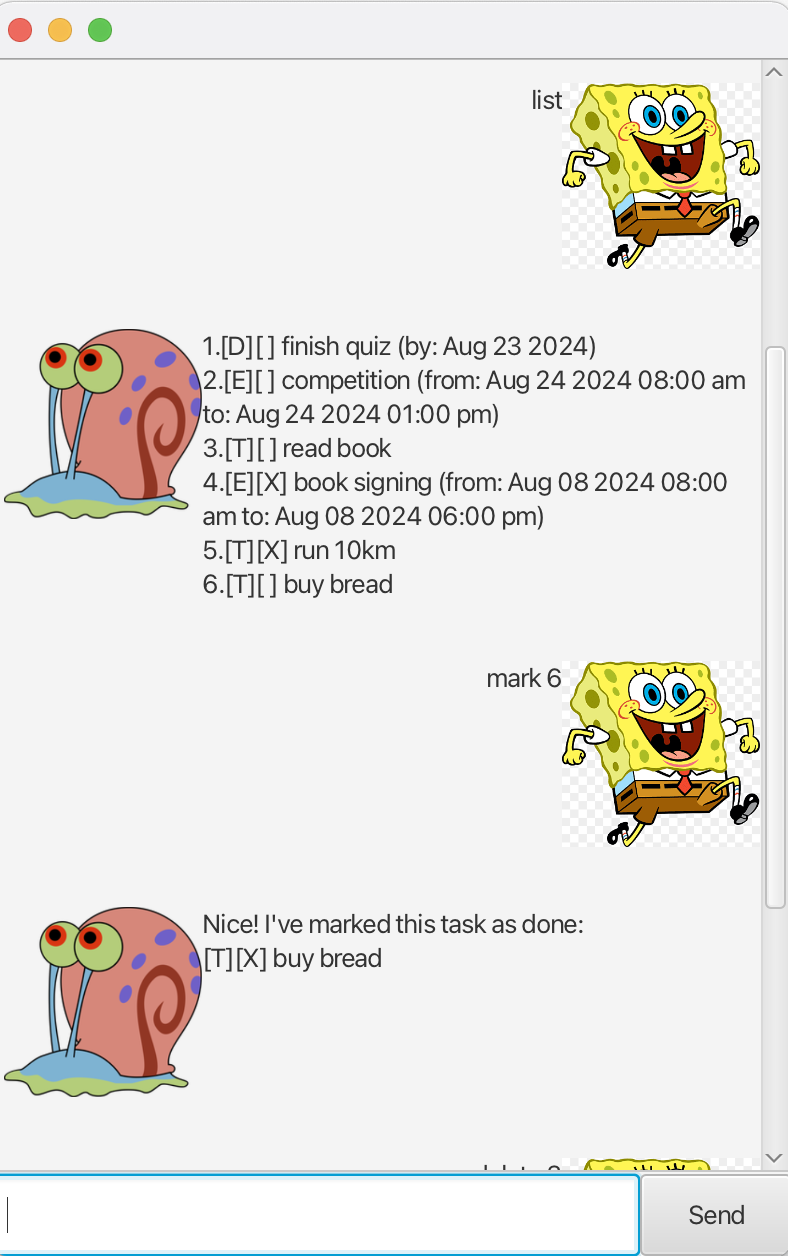 list
1.[D][ ] finish quiz (by: Aug 23 2024)
2.[E][ ] competition (from: Aug 24 2024 08:00 am
to: Aug 24 2024 01:00 pm)
3.[T][ ] read book
4.[E][X] book signing (from: Aug 08 2024 08:00
am to: Aug 08 2024 06:00 pm)
5.[T][X] run 10km
6.[T][ ] buy bread
mark 6
Nice! I've marked this task as done:
[T][X] buy bread
Send